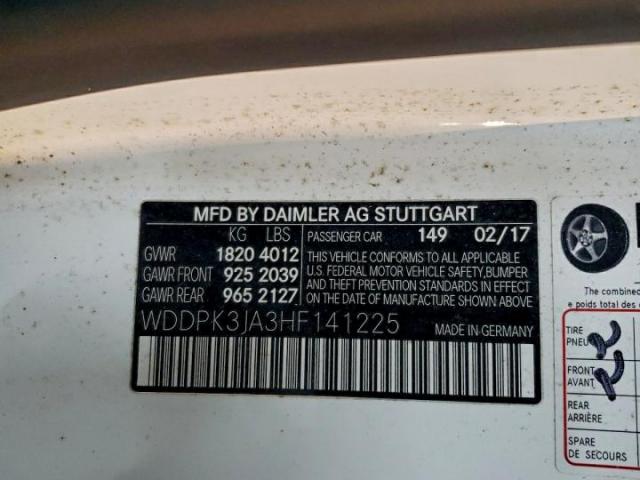 MFD BY DAIMLER AG STUTTGART
KG LBS
GVWR 1820 4012
GAWR FRONT 925 2039
GAWR REAR 965 2127
PASSENGER CAR 149 02/17
THIS VEHICLE CONFORMS TO ALL APPLICABLE
U.S. FEDERAL MOTOR VEHICLE SAFETY,BUMPER
AND THEFT PREVENTION STANDARDS IN EFFECT
ON THE DATE OF MANUFACTURE SHOWN ABOVE
WDDPK3JA3HF141225
MADE IN GERMANY
The combined
e poids total des
TIRE
PNEU
FRONT
AVANT
REAR
ARRIÈRE
SPARE
DE SECOURS